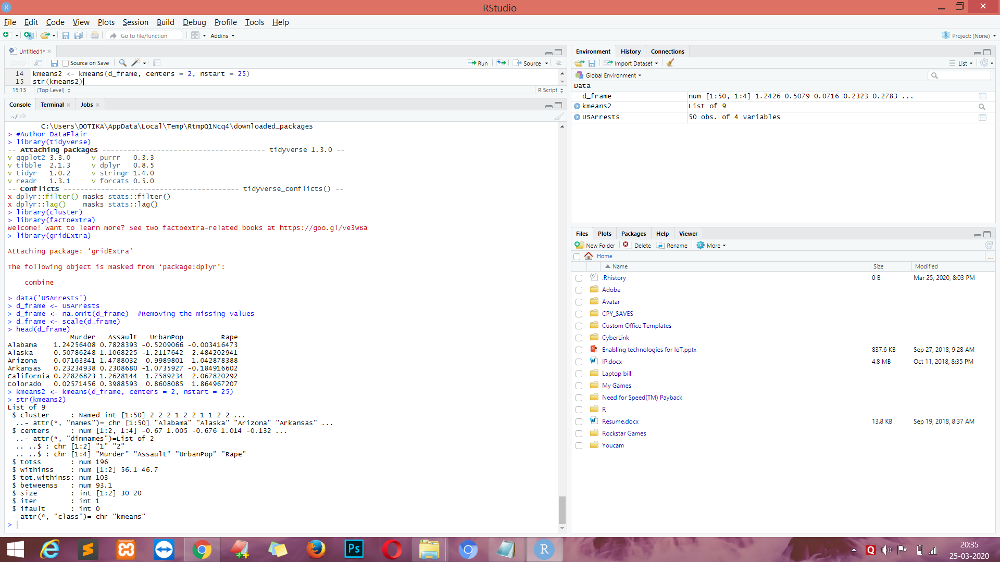 RStudio
File Edit Code View Plots Session Build Debug Profile Tools Help
Go to file/function Addins Project: (None)
Untitled1*
Source on Save Run Source
14 kmeans2 <- kmeans(d_frame, centers = 2, nstart = 25)
15 str(kmeans2)
15:13 (Top Level) R Script
Console Terminal Jobs
~/
C:\Users\DOTIKA\AppData\Local\Temp\RtmpQ1Ncq4\downloaded_packages
> #Author DataFlair
> library(tidyverse)
-- Attaching packages --------------------------------------- tidyverse 1.3.0 --
v ggplot2 3.3.0     v purrr   0.3.3
v tibble  2.1.3     v dplyr   0.8.5
v tidyr   1.0.2     v stringr 1.4.0
v readr   1.3.1     v forcats 0.5.0
-- Conflicts ------------------------------------------ tidyverse_conflicts() --
x dplyr::filter() masks stats::filter()
x dplyr::lag()    masks stats::lag()
> library(cluster)
> library(factoextra)
Welcome! Want to learn more? See two factoextra-related books at https://goo.gl/ve3WBa
> library(gridExtra)
Attaching package: ‘gridExtra’
The following object is masked from ‘package:dplyr’:
combine
> data('USArrests')
> d_frame <- USArrests
> d_frame <- na.omit(d_frame)  #Removing the missing values
> d_frame <- scale(d_frame)
> head(d_frame)
Murder   Assault   UrbanPop         Rape
Alabama    1.24256408 0.7828393 -0.5209066 -0.003416473
Alaska     0.50786248 1.1068225 -1.2117642  2.484202941
Arizona    0.07163341 1.4788032  0.9989801  1.042878388
Arkansas   0.23234938 0.2308680 -1.0735927 -0.184916602
California 0.27826823 1.2628144  1.7589234  2.067820292
Colorado   0.02571456 0.3988593  0.8608085  1.864967207
> kmeans2 <- kmeans(d_frame, centers = 2, nstart = 25)
> str(kmeans2)
List of 9
$ cluster     : Named int [1:50] 2 2 2 1 2 2 1 1 2 2 ...
..- attr(*, "names")= chr [1:50] "Alabama" "Alaska" "Arizona" "Arkansas" ...
$ centers     : num [1:2, 1:4] -0.67 1.005 -0.676 1.014 -0.132 ...
..- attr(*, "dimnames")=List of 2
.. ..$ : chr [1:2] "1" "2"
.. ..$ : chr [1:4] "Murder" "Assault" "UrbanPop" "Rape"
$ totss       : num 196
$ withinss    : num [1:2] 56.1 46.7
$ tot.withinss: num 103
$ betweenss   : num 93.1
$ size        : int [1:2] 30 20
$ iter        : int 1
$ ifault      : int 0
- attr(*, "class")= chr "kmeans"
>
Environment History Connections
Import Dataset List
Global Environment
Data
d_frame num [1:50, 1:4] 1.2426 0.5079 0.0716 0.2323 0.2783 ...
kmeans2 List of 9
USArrests 50 obs. of 4 variables
Files Plots Packages Help Viewer
New Folder Delete Rename More
Home ...
Name Size Modified
.Rhistory 0 B Mar 25, 2020, 8:03 PM
Adobe
Avatar
CPY_SAVES
Custom Office Templates
CyberLink
Enabling technologies for IoT.pptx 837.6 KB Sep 27, 2018, 9:28 AM
IP.docx 4.8 MB Oct 11, 2018, 8:35 PM
Laptop bill
My Games
Need for Speed(TM) Payback
R
Resume.docx 13.8 KB Sep 19, 2018, 8:37 AM
Rockstar Games
Youcam
Ps R Q 20:35
25-03-2020